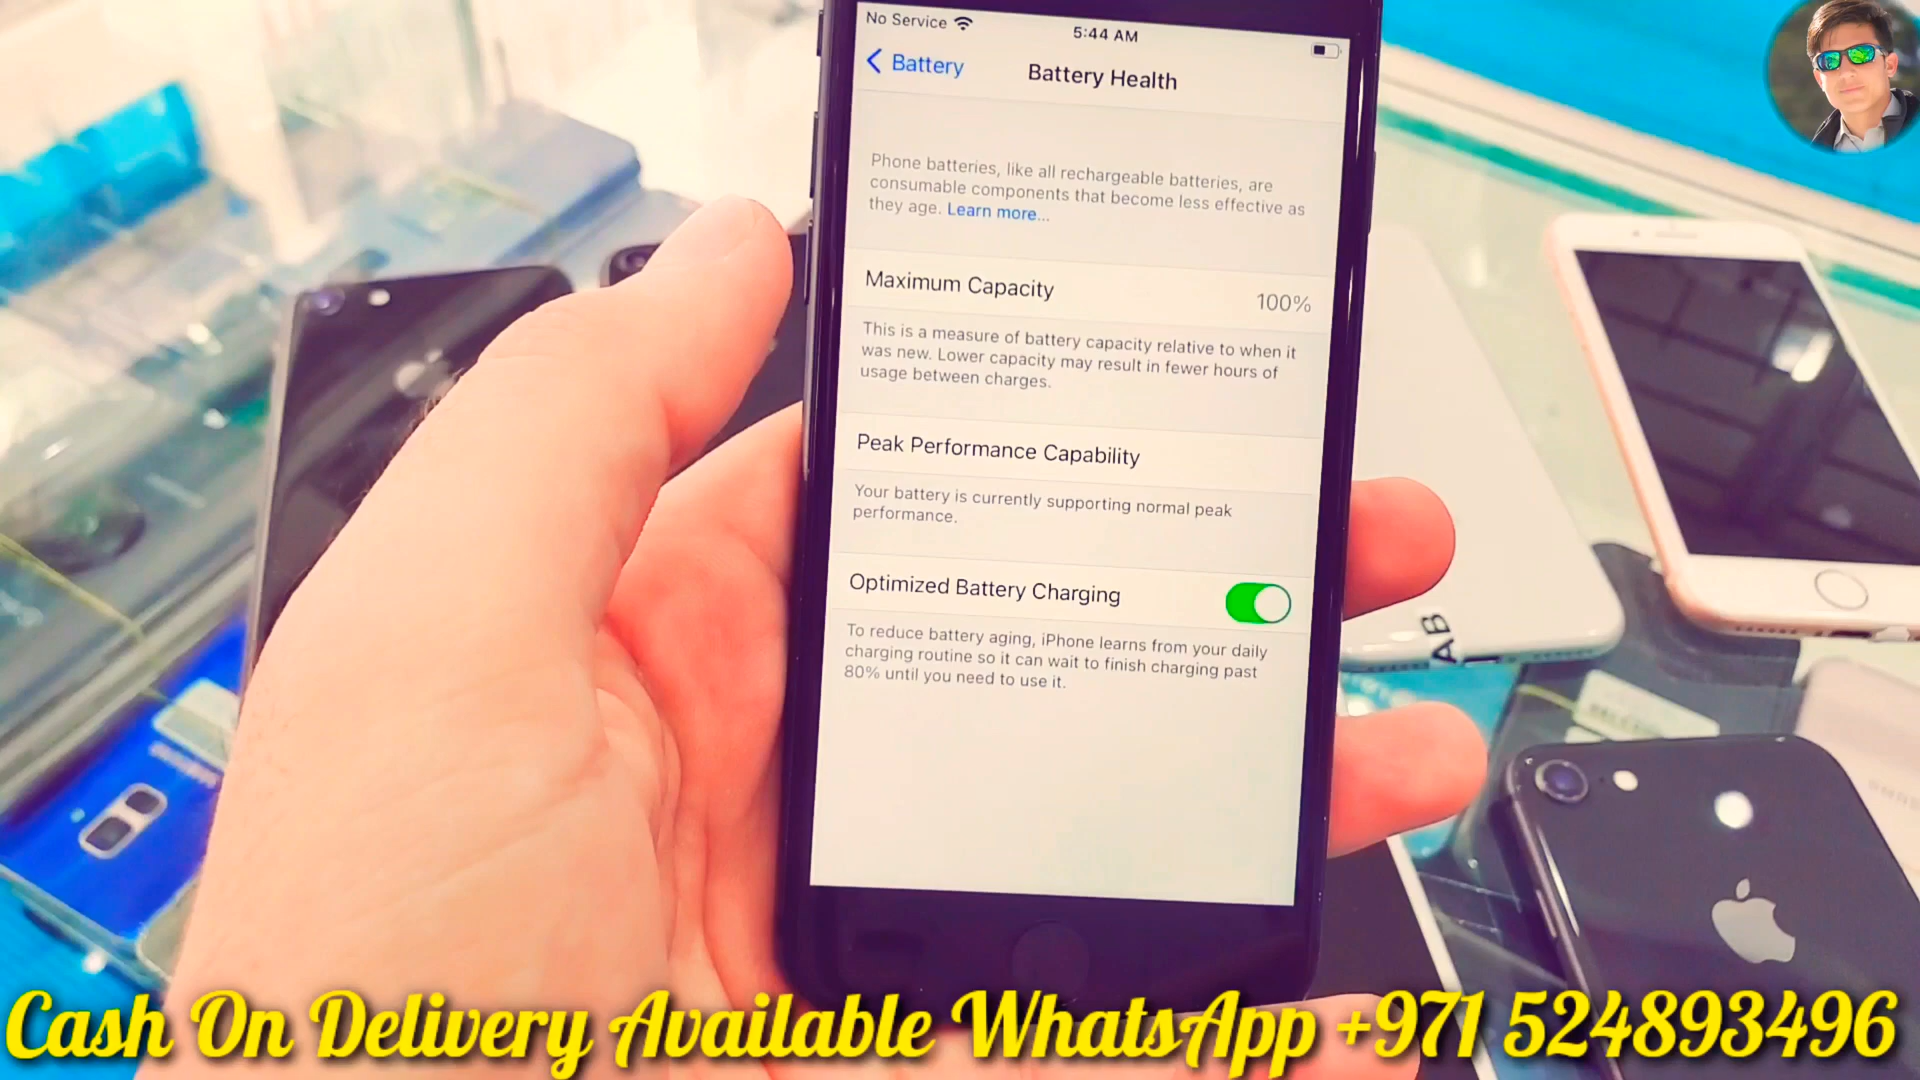 No Service
5:44 AM
Battery
Battery Health
Phone batteries, like all rechargeable batteries, are
consumable components that become less effective as
they age. Learn more...
Maximum Capacity
100%
This is a measure of battery capacity relative to when it
was new. Lower capacity may result in fewer hours of
usage between charges.
Peak Performance Capability
Your battery is currently supporting normal peak
performance.
Optimized Battery Charging
To reduce battery aging, iPhone learns from your daily
charging routine so it can wait to finish charging past
80% until you need to use it.
AB
Cash On Delivery Available WhatsApp +971 524893496